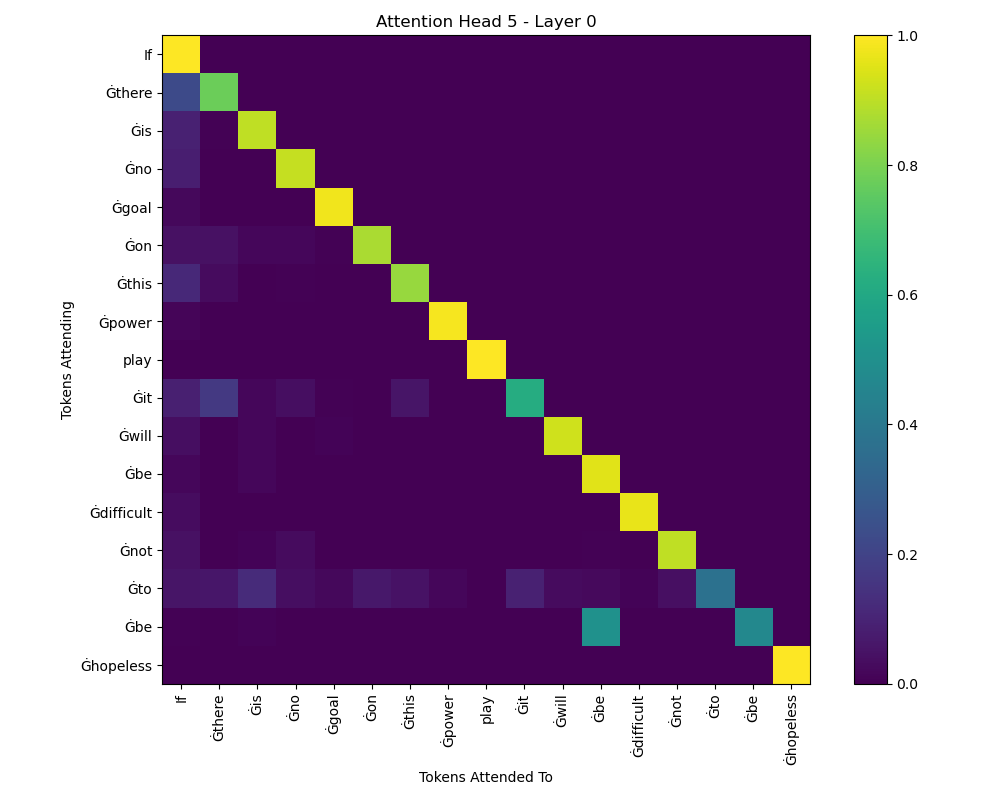 Attention Head 5 - Layer 0
If
Ġthere
Ġis
Ġno
Ġgoal
Ġon
Ġthis
Ġpower
play
Ġit
Ġwill
Ġbe
Ġdifficult
Ġnot
Ġto
Ġbe
Ġhopeless
Tokens Attending
If
Ġthere
Ġis
Ġno
Ġgoal
Ġon
Ġthis
Ġpower
play
Ġit
Ġwill
Ġbe
Ġdifficult
Ġnot
Ġto
Ġbe
Ġhopeless
Tokens Attended To
1.0
0.8
0.6
0.4
0.2
0.0